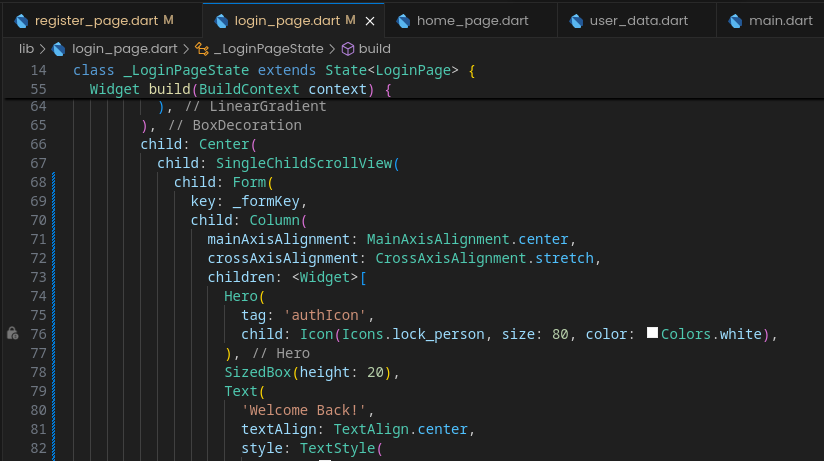 register_page.dart M login_page.dart M × home_page.dart user_data.dart main.dart
lib > login_page.dart > _LoginPageState > build
14 class _LoginPageState extends State<LoginPage> {
55 Widget build(BuildContext context) {
64 ), // LinearGradient
65 ), // BoxDecoration
66 child: Center(
67 child: SingleChildScrollView(
68 child: Form(
69 key: _formKey,
70 child: Column(
71 mainAxisAlignment: MainAxisAlignment.center,
72 crossAxisAlignment: CrossAxisAlignment.stretch,
73 children: <Widget>[
74 Hero(
75 tag: 'authIcon',
76 child: Icon(Icons.lock_person, size: 80, color: Colors.white),
77 ), // Hero
78 SizedBox(height: 20),
79 Text(
80 'Welcome Back!',
81 textAlign: TextAlign.center,
82 style: TextStyle(